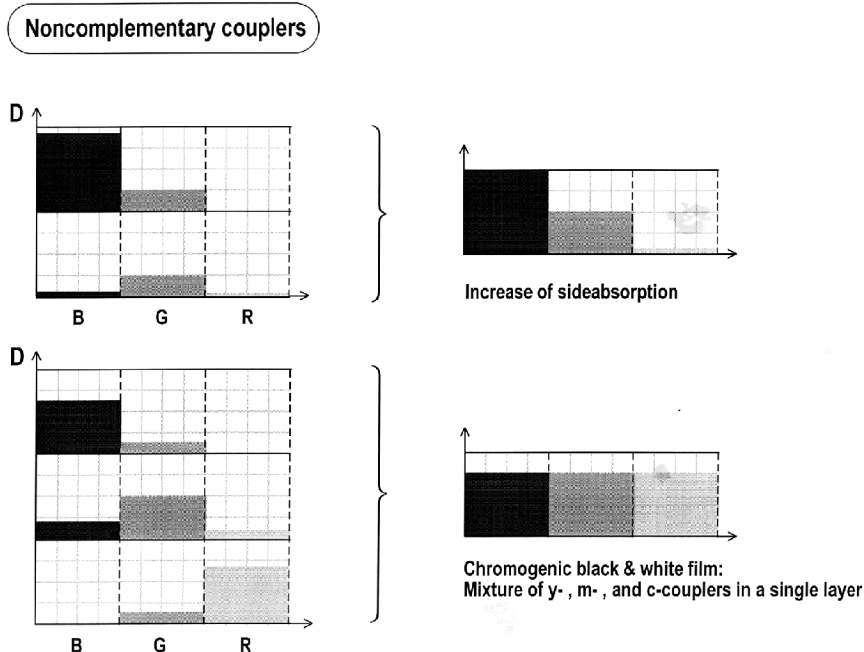 Noncomplementary couplers
D
B G R
Increase of sideabsorption
D
B G R
Chromogenic black & white film:
Mixture of y- , m- , and c-couplers in a single layer